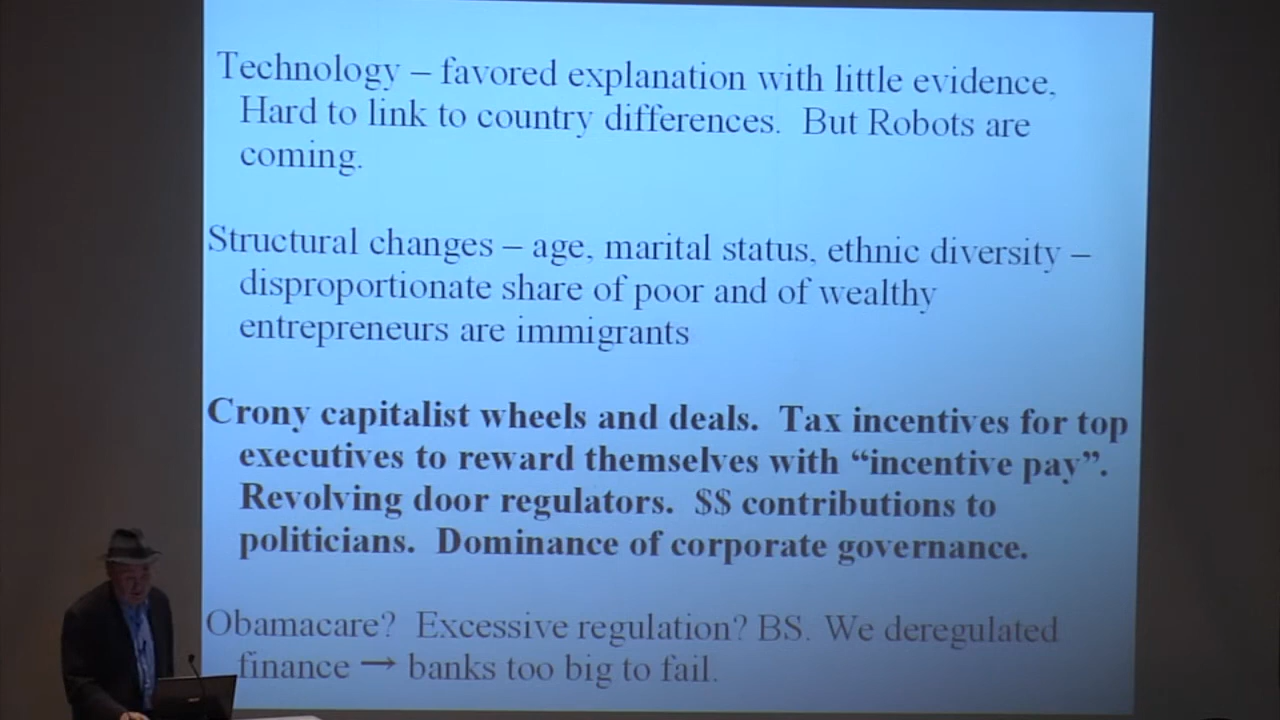 Technology – favored explanation with little evidence,
Hard to link to country differences.  But Robots are
coming.
Structural changes – age, marital status, ethnic diversity –
disproportionate share of poor and of wealthy
entrepreneurs are immigrants
Crony capitalist wheels and deals.  Tax incentives for top
executives to reward themselves with “incentive pay”.
Revolving door regulators.  $$ contributions to
politicians.  Dominance of corporate governance.
Obamacare?  Excessive regulation? BS.  We deregulated
finance → banks too big to fail.